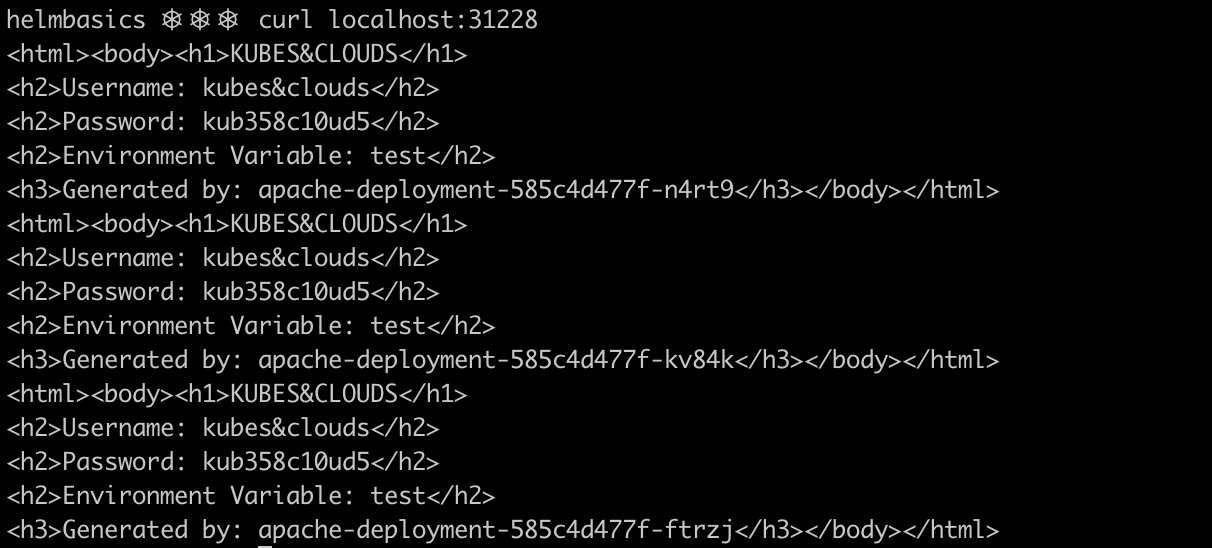 helmbasics ⎈⎈⎈ curl localhost:31228
<html><body><h1>KUBES&CLOUDS</h1>
<h2>Username: kubes&clouds</h2>
<h2>Password: kub358c10ud5</h2>
<h2>Environment Variable: test</h2>
<h3>Generated by: apache-deployment-585c4d477f-n4rt9</h3></body></html>
<html><body><h1>KUBES&CLOUDS</h1>
<h2>Username: kubes&clouds</h2>
<h2>Password: kub358c10ud5</h2>
<h2>Environment Variable: test</h2>
<h3>Generated by: apache-deployment-585c4d477f-kv84k</h3></body></html>
<html><body><h1>KUBES&CLOUDS</h1>
<h2>Username: kubes&clouds</h2>
<h2>Password: kub358c10ud5</h2>
<h2>Environment Variable: test</h2>
<h3>Generated by: apache-deployment-585c4d477f-ftrzj</h3></body></html>